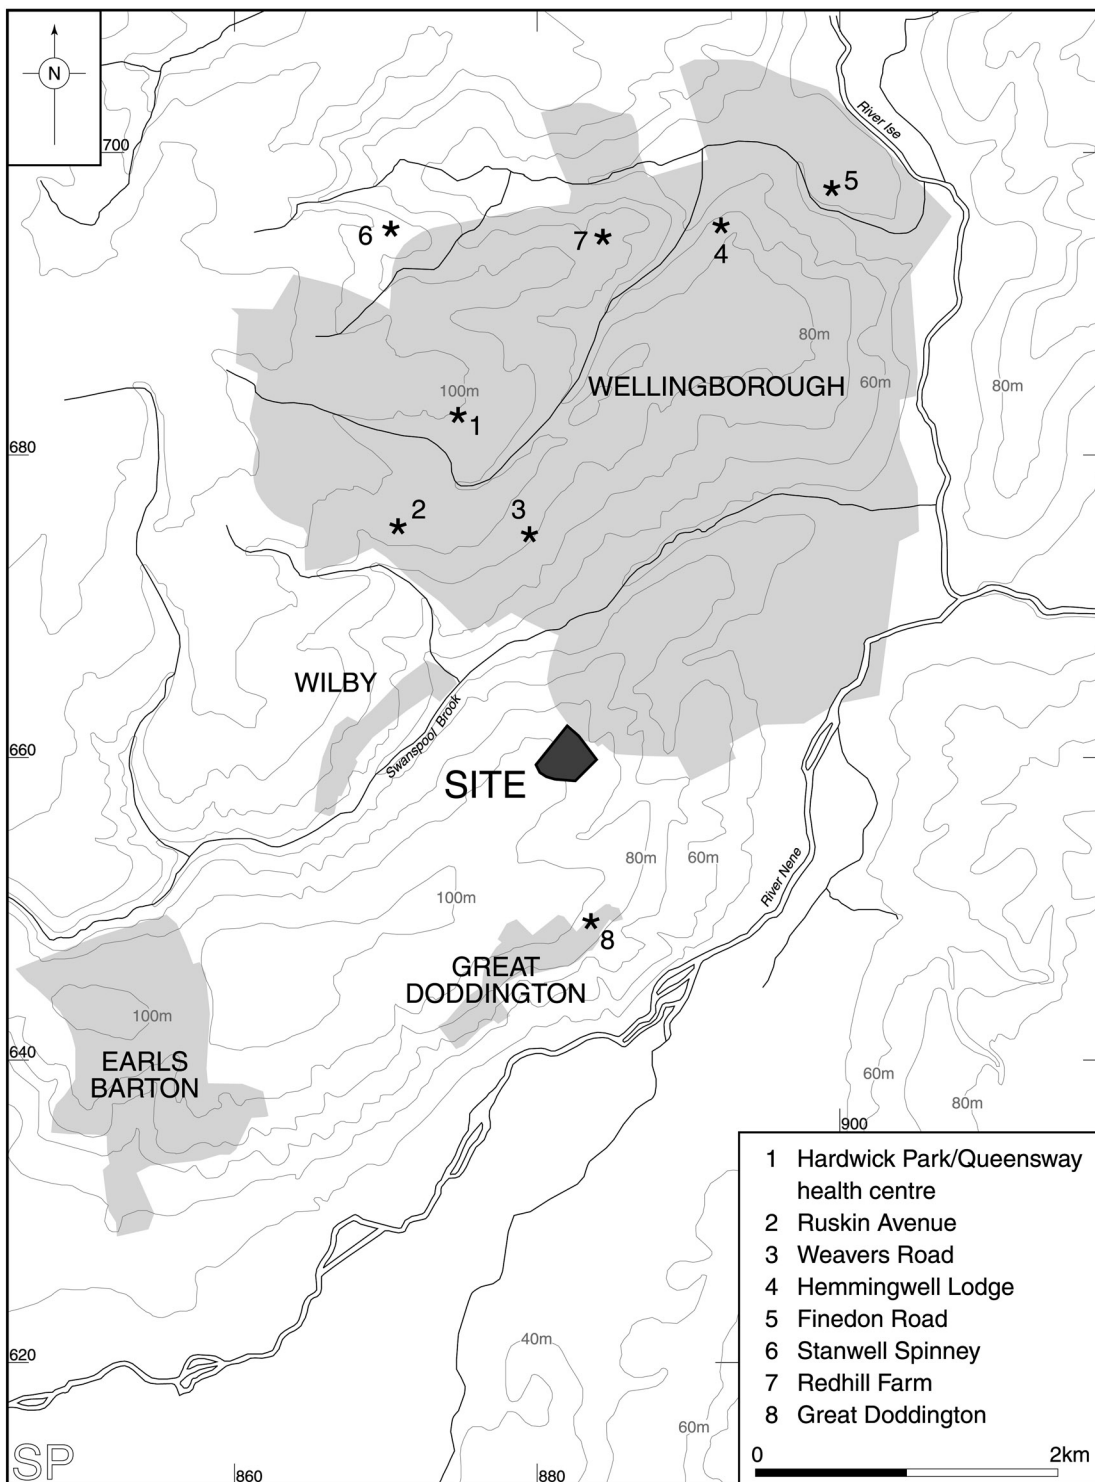 N
700
River Ise
5
6
7
4
80m
WELLINGBOROUGH
60m
80m
100m
1
680
2
3
WILBY
Swanspool Brook
660
SITE
80m
60m
100m
River Nene
8
GREAT
DODDINGTON
100m
640
EARLS
BARTON
60m
80m
900
1 Hardwick Park/Queensway
health centre
2 Ruskin Avenue
3 Weavers Road
4 Hemmingwell Lodge
5 Finedon Road
6 Stanwell Spinney
7 Redhill Farm
8 Great Doddington
620
40m
60m
0 2km
SP
860
880